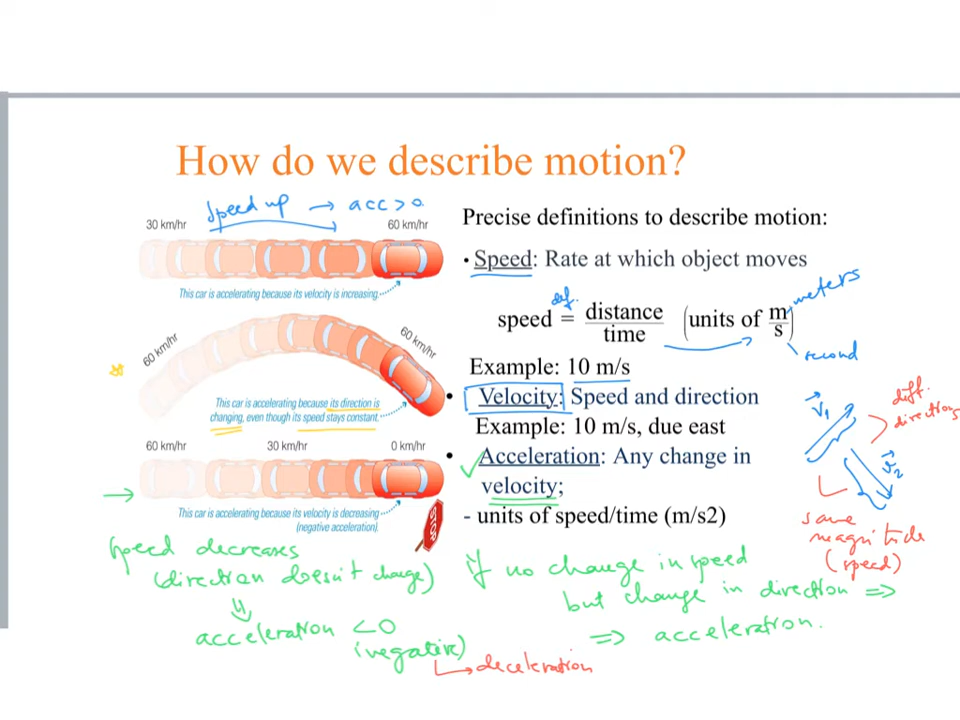 How do we describe motion?
speed up → acc > 0
30 km/hr
60 km/hr
This car is accelerating because its velocity is increasing.
60 km/hr
60 km/hr
This car is accelerating because its direction is
changing, even though its speed stays constant.
60 km/hr
30 km/hr
0 km/hr
This car is accelerating because its velocity is decreasing
(negative acceleration).
STOP
Precise definitions to describe motion:
• Speed: Rate at which object moves
def.
speed = distance/time (units of m/s)
meters
second
Example: 10 m/s
• Velocity: Speed and direction
Example: 10 m/s, due east
• Acceleration: Any change in
velocity;
- units of speed/time (m/s2)
v1
v2
diff.
directions
same
magnitude
(speed)
speed decreases
(direction doesn't change)
⇓
acceleration < 0
(negative)
↳ deceleration
if no change in speed
but change in direction ⇒
⇒ acceleration.